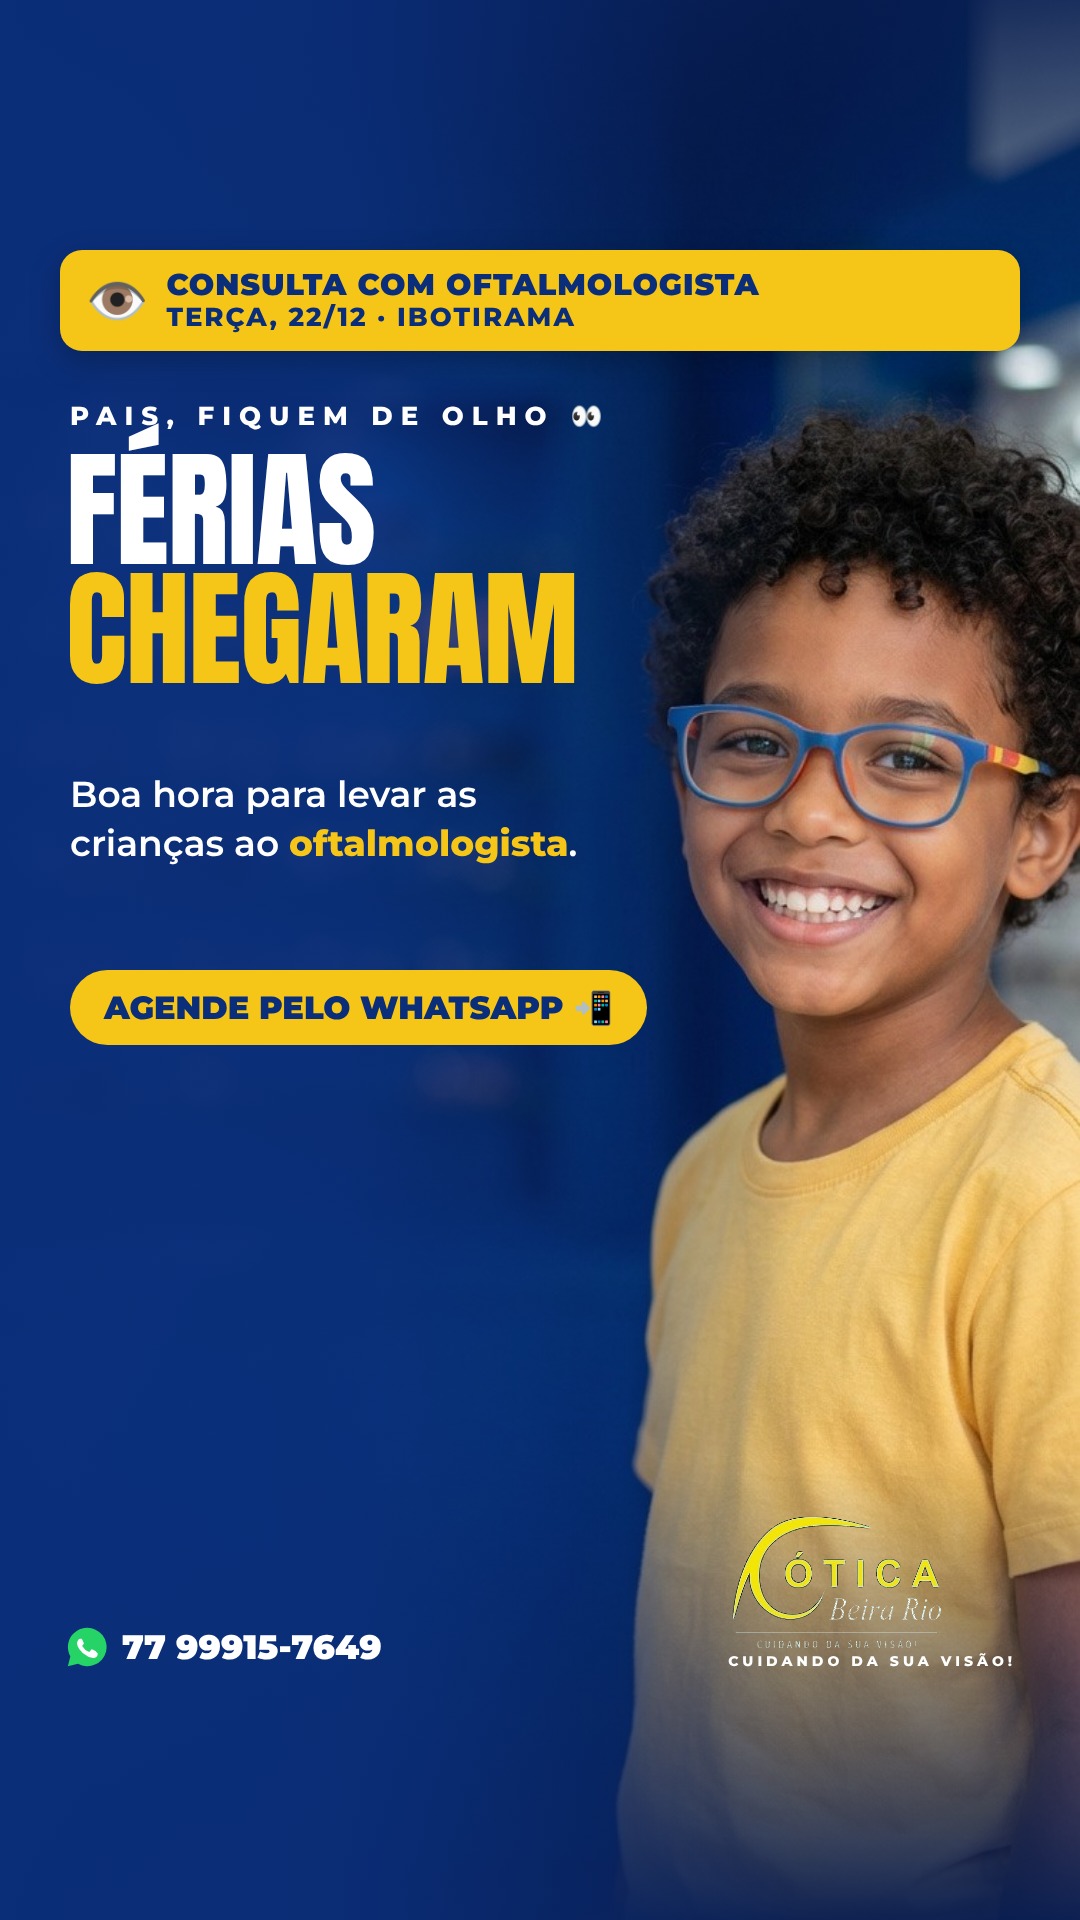 CONSULTA COM OFTALMOLOGISTA
TERÇA, 22/12 · IBOTIRAMA
PAIS, FIQUEM DE OLHO 👀
FÉRIAS
CHEGARAM
Boa hora para levar as
crianças ao oftalmologista.
AGENDE PELO WHATSAPP 📲
77 99915-7649
ÓTICA
Beira Rio
CUIDANDO DA SUA VISÃO!
CUIDANDO DA SUA VISÃO!